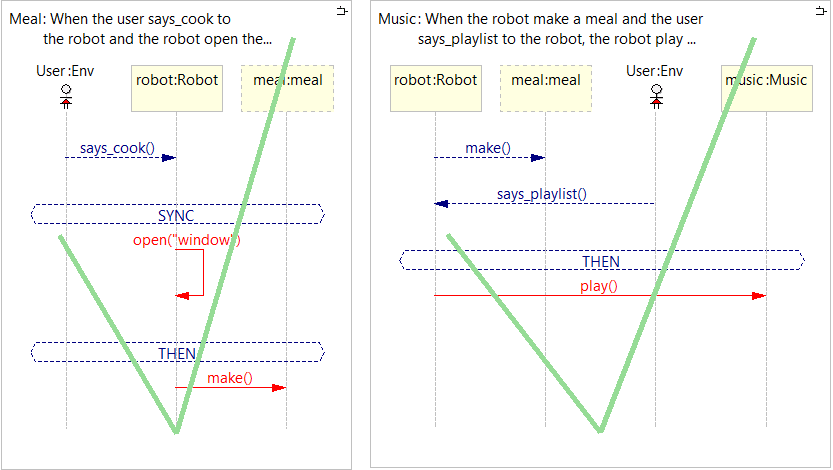 Meal: When the user says_cook to
the robot and the robot open the...
User:Env
robot:Robot
meal:meal
says_cook()
SYNC
open("window")
THEN
make()
Music: When the robot make a meal and the user
says_playlist to the robot, the robot play ...
robot:Robot
meal:meal
User:Env
music:Music
make()
says_playlist()
THEN
play()